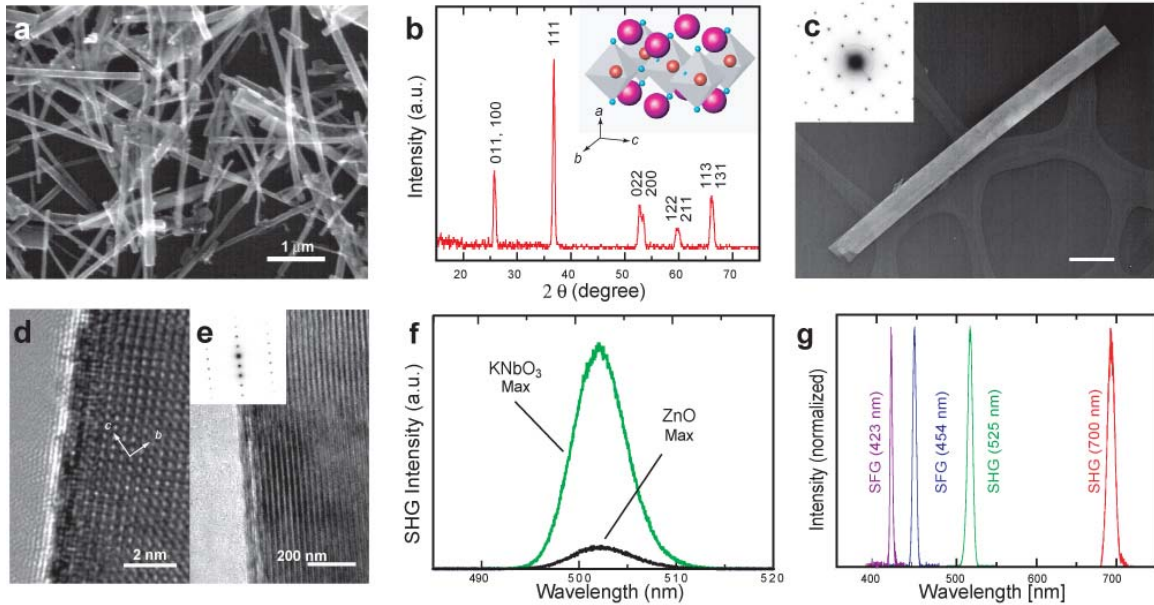 a
1 μm
b
Intensity (a.u.)
011, 100
111
022
200
122
211
113
131
a
b
c
20
30
40
50
60
70
2 θ (degree)
c
d
c
b
2 nm
e
200 nm
f
SHG Intensity (a.u.)
KNbO3
Max
ZnO
Max
490
500
510
520
Wavelength (nm)
g
Intensity (normalized)
SFG (423 nm)
SFG (454 nm)
SHG (525 nm)
SHG (700 nm)
400
500
600
700
Wavelength [nm]